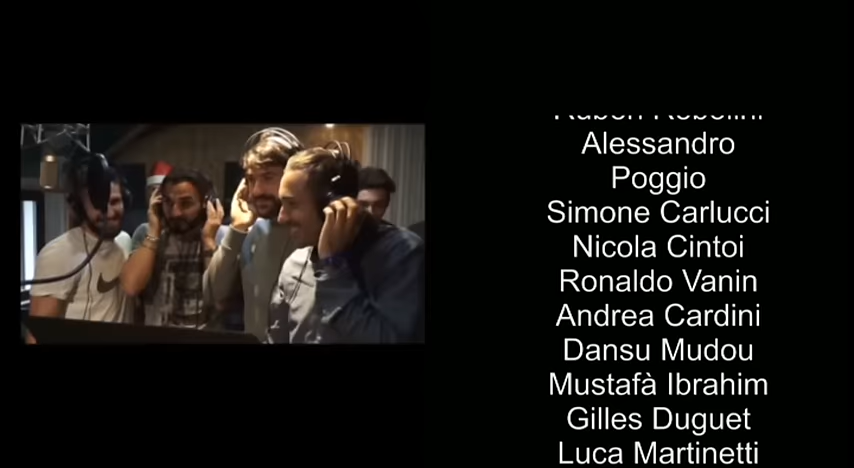 Alessandro
Poggio
Simone Carlucci
Nicola Cintoi
Ronaldo Vanin
Andrea Cardini
Dansu Mudou
Mustafà Ibrahim
Gilles Duguet
Luca Martinetti